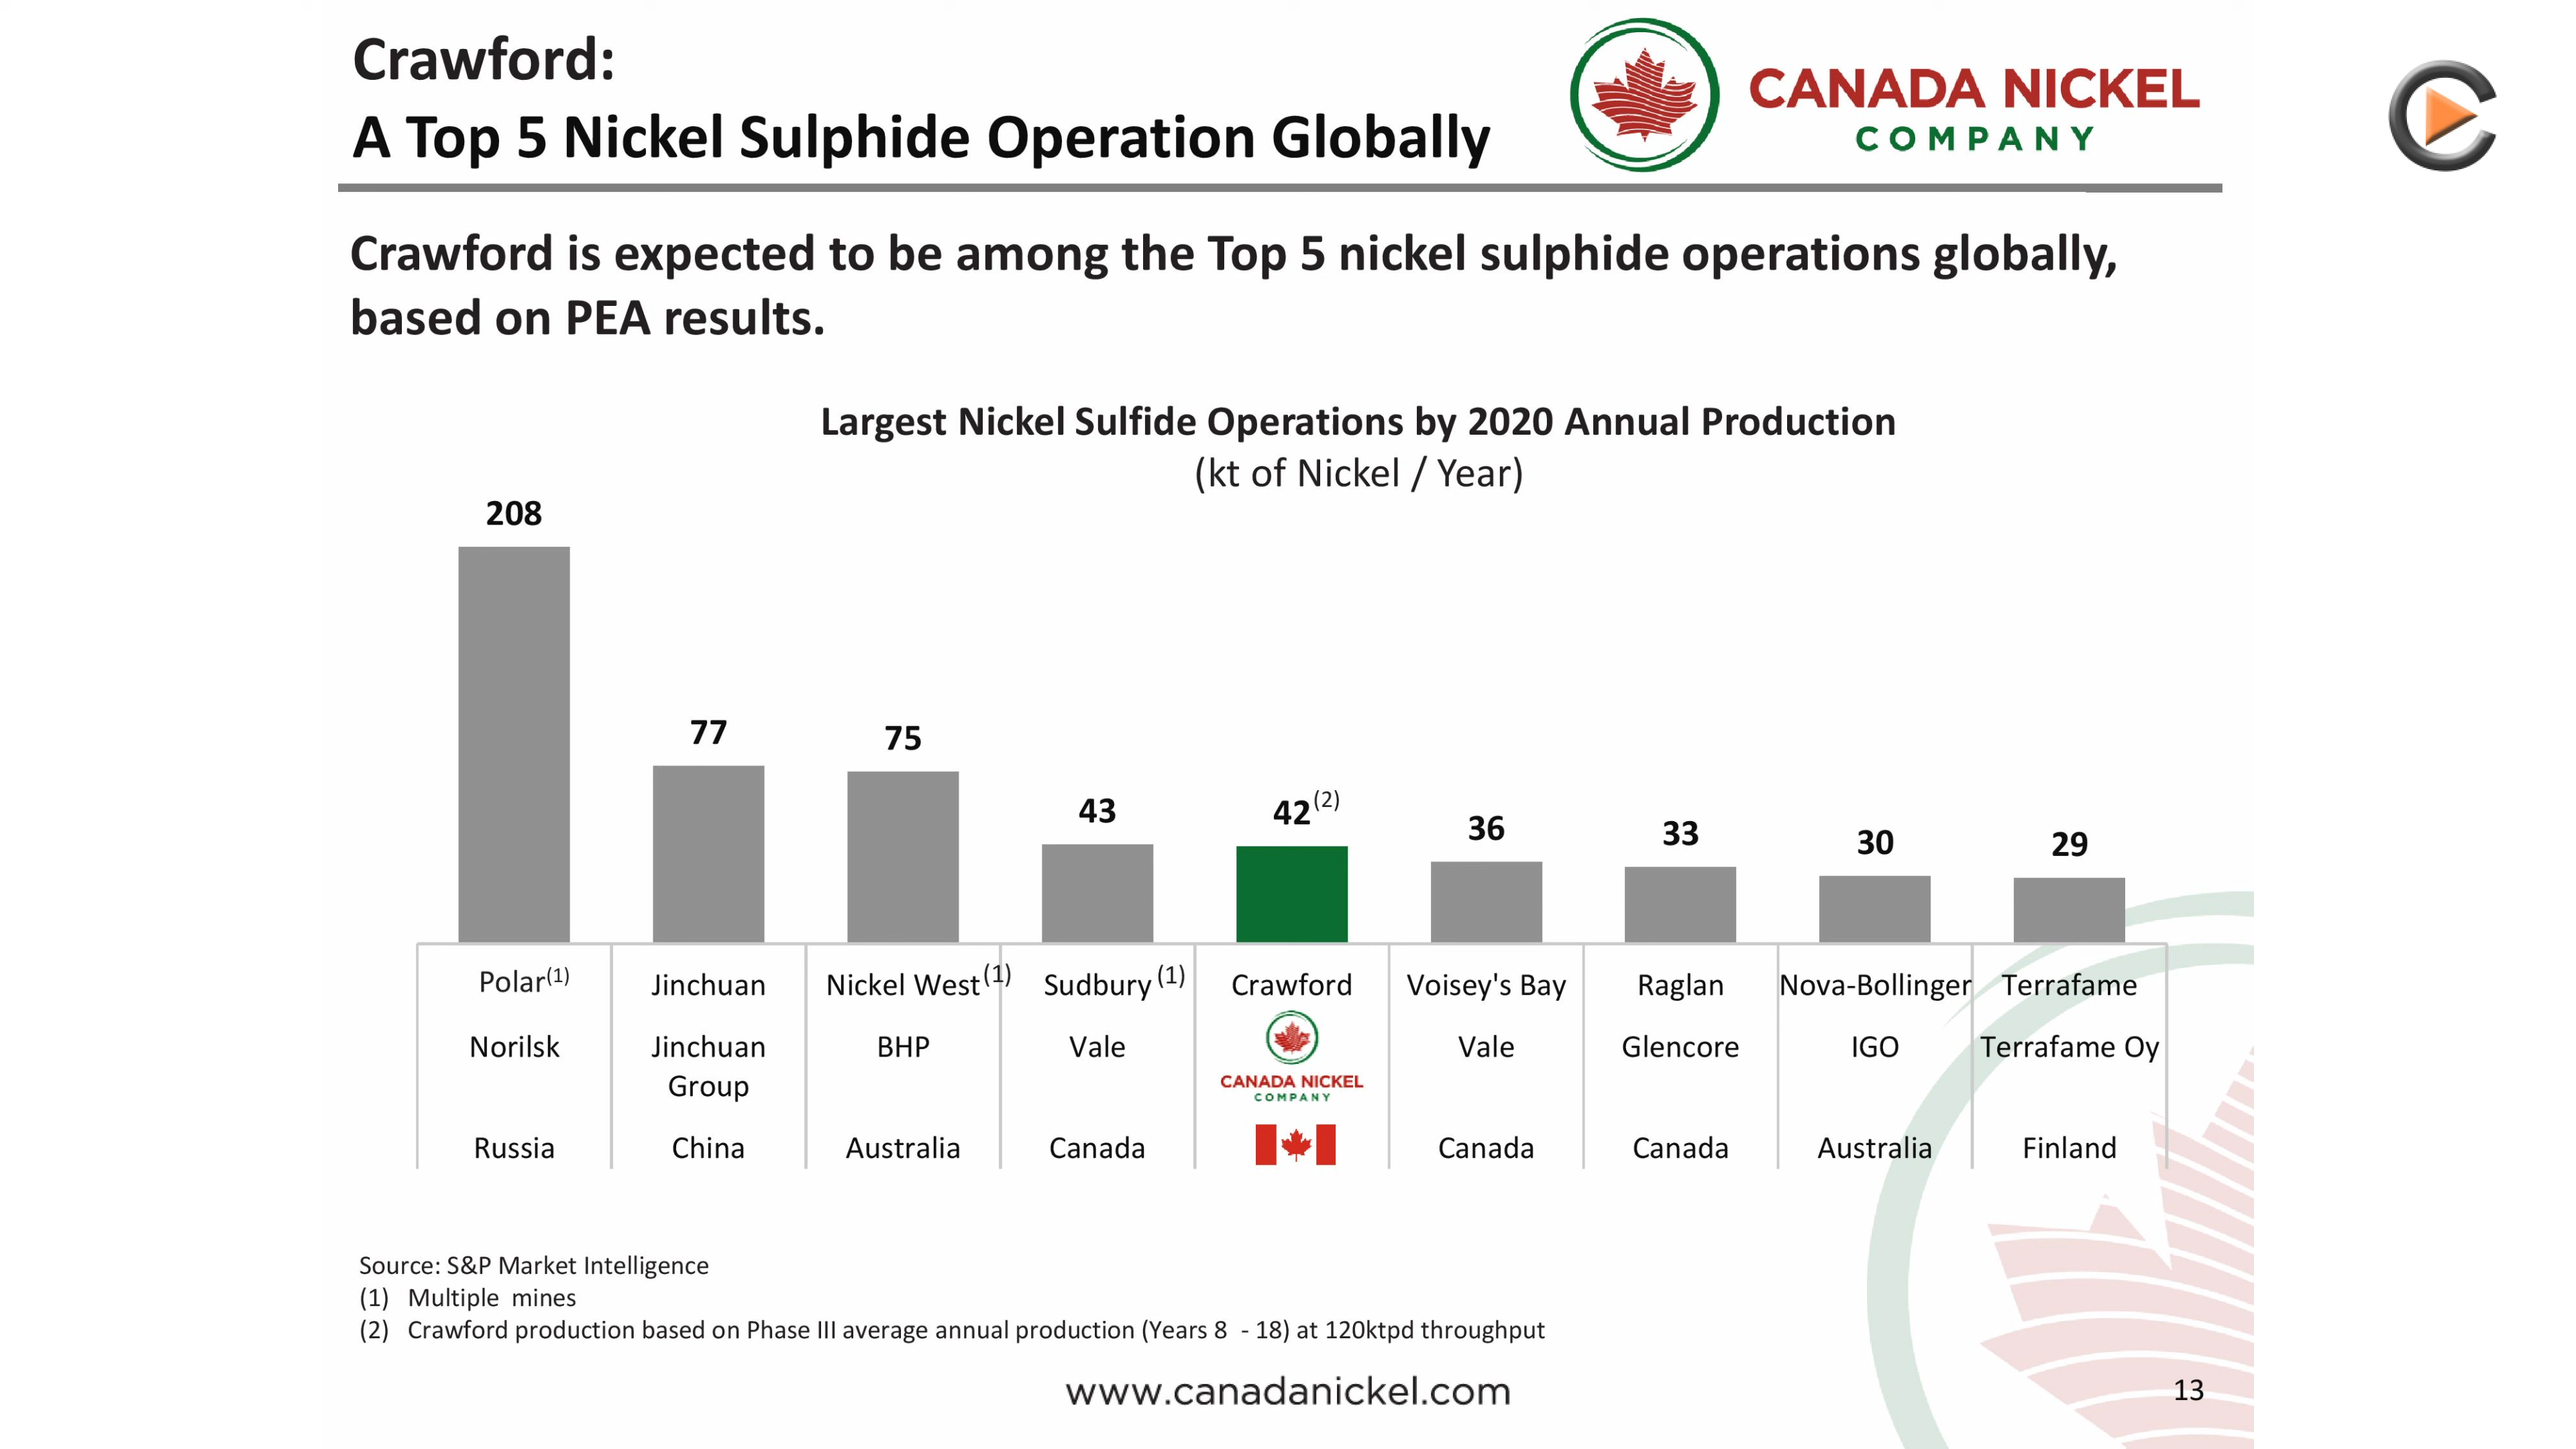 Crawford:
A Top 5 Nickel Sulphide Operation Globally
CANADA NICKEL
COMPANY
Crawford is expected to be among the Top 5 nickel sulphide operations globally,
based on PEA results.
Largest Nickel Sulfide Operations by 2020 Annual Production
(kt of Nickel / Year)
208
77
75
43
42(2)
36
33
30
29
Polar(1) Jinchuan Nickel West(1) Sudbury (1) Crawford Voisey's Bay Raglan Nova-Bollinger Terrafame
Norilsk Jinchuan BHP Vale Vale Glencore IGO Terrafame Oy
Group
CANADA NICKEL
COMPANY
Russia China Australia Canada Canada Canada Australia Finland
Source: S&P Market Intelligence
(1) Multiple mines
(2) Crawford production based on Phase III average annual production (Years 8 - 18) at 120ktpd throughput
www.canadanickel.com
13